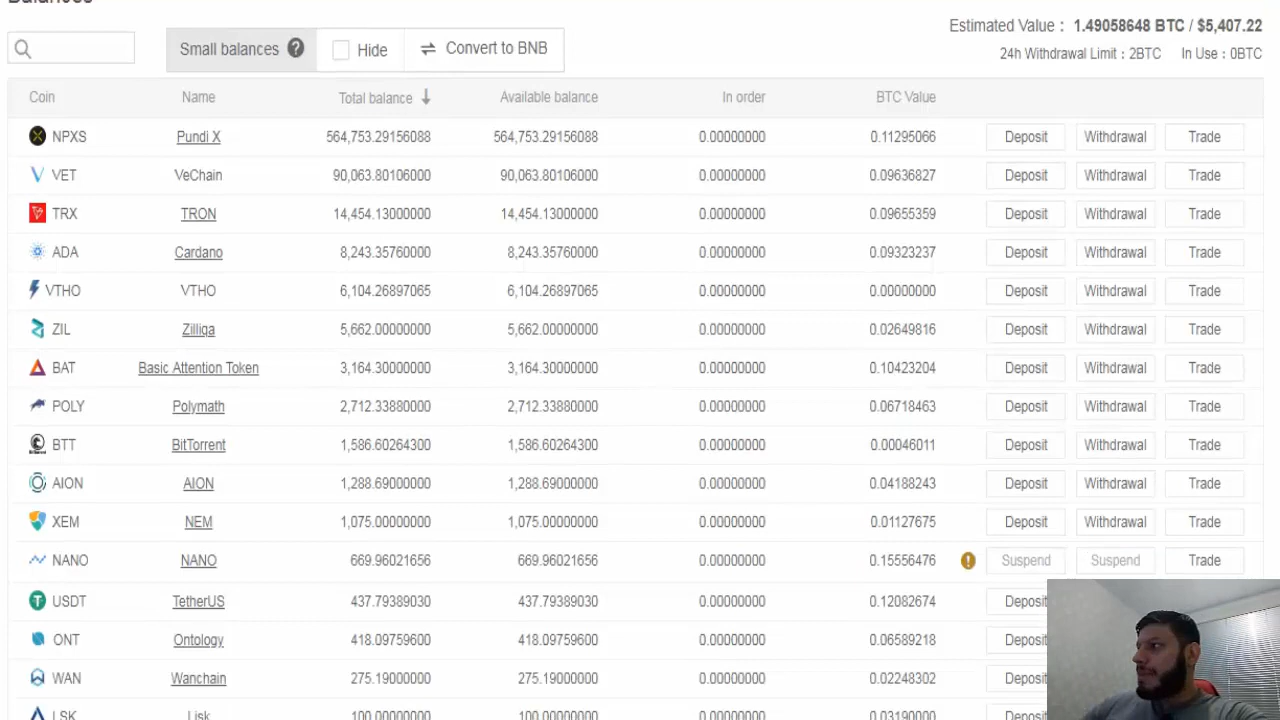 Balances
Estimated Value : 1.49058648 BTC / $5,407.22
Small balances ? Hide Convert to BNB
24h Withdrawal Limit : 2BTC In Use : 0BTC
Coin Name Total balance ↓ Available balance In order BTC Value
NPXS Pundi X 564,753.29156088 564,753.29156088 0.00000000 0.11295066 Deposit Withdrawal Trade
VET VeChain 90,063.80106000 90,063.80106000 0.00000000 0.09636827 Deposit Withdrawal Trade
TRX TRON 14,454.13000000 14,454.13000000 0.00000000 0.09655359 Deposit Withdrawal Trade
ADA Cardano 8,243.35760000 8,243.35760000 0.00000000 0.09323237 Deposit Withdrawal Trade
VTHO VTHO 6,104.26897065 6,104.26897065 0.00000000 0.00000000 Deposit Withdrawal Trade
ZIL Zilliqa 5,662.00000000 5,662.00000000 0.00000000 0.02649816 Deposit Withdrawal Trade
BAT Basic Attention Token 3,164.30000000 3,164.30000000 0.00000000 0.10423204 Deposit Withdrawal Trade
POLY Polymath 2,712.33880000 2,712.33880000 0.00000000 0.06718463 Deposit Withdrawal Trade
BTT BitTorrent 1,586.60264300 1,586.60264300 0.00000000 0.00046011 Deposit Withdrawal Trade
AION AION 1,288.69000000 1,288.69000000 0.00000000 0.04188243 Deposit Withdrawal Trade
XEM NEM 1,075.00000000 1,075.00000000 0.00000000 0.01127675 Deposit Withdrawal Trade
NANO NANO 669.96021656 669.96021656 0.00000000 0.15556476 ! Suspend Suspend Trade
USDT TetherUS 437.79389030 437.79389030 0.00000000 0.12082674 Deposit
ONT Ontology 418.09759600 418.09759600 0.00000000 0.06589218 Deposit
WAN Wanchain 275.19000000 275.19000000 0.00000000 0.02248302 Deposit
LSK Lisk 100.00000000 100.00000000 0.00000000 0.03190000 Deposit